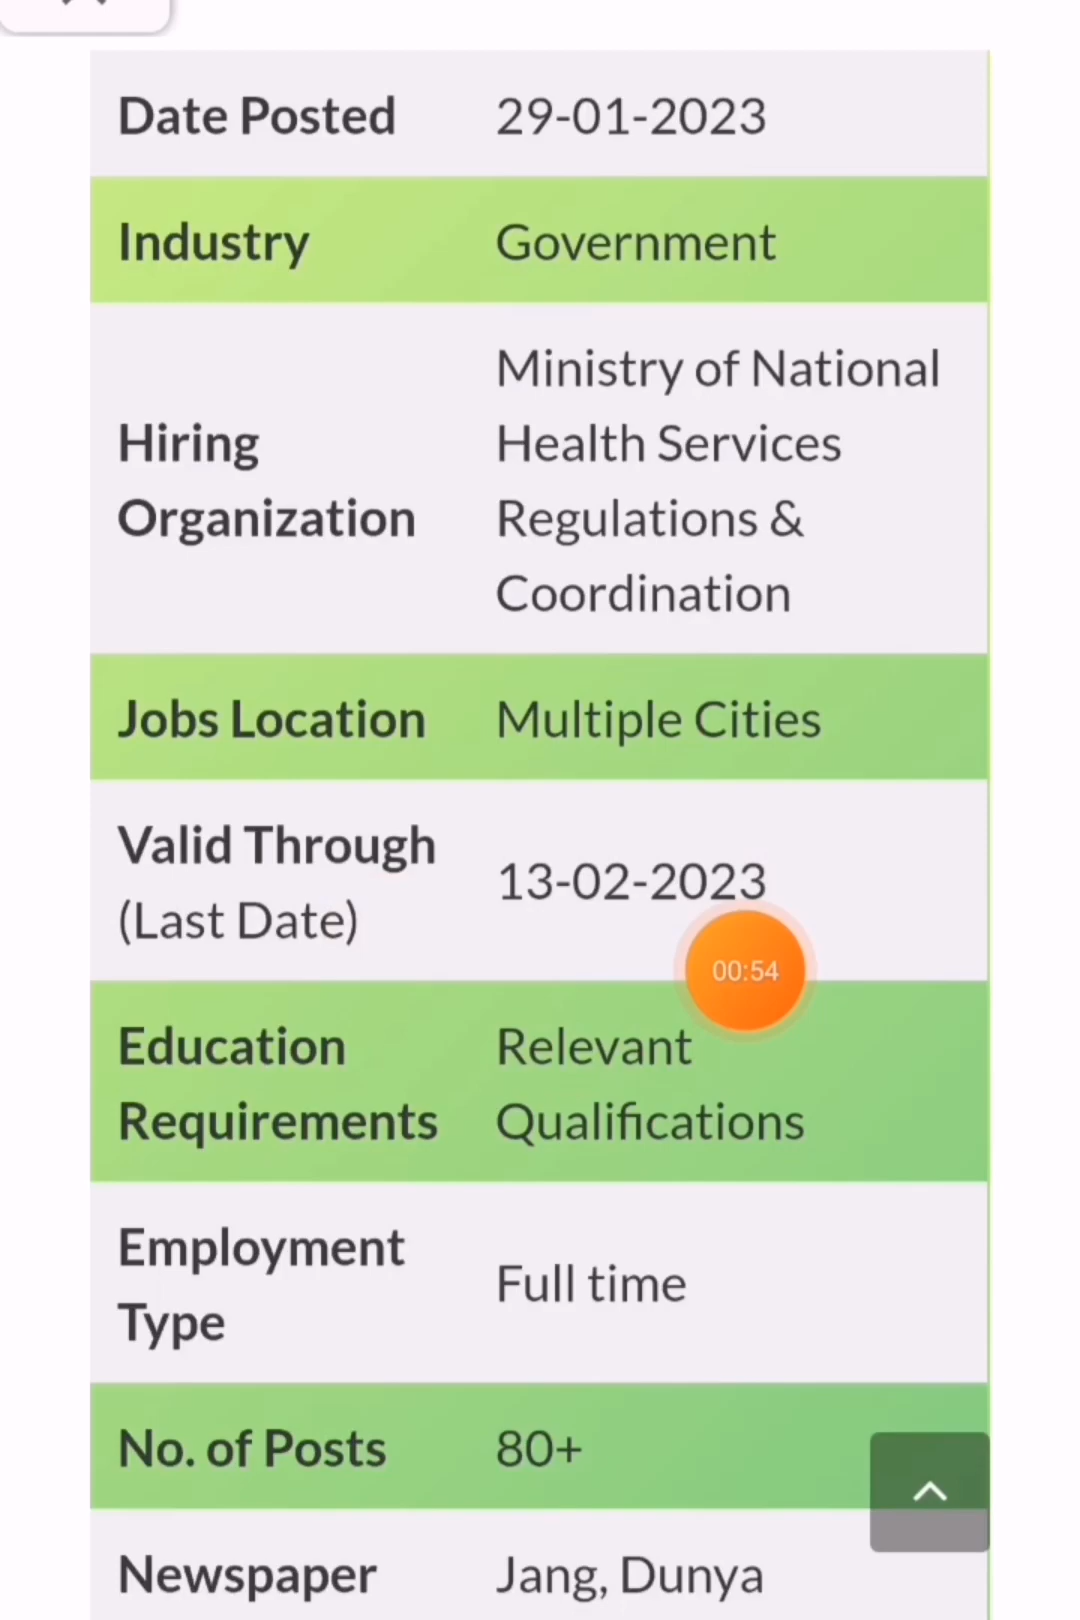 Date Posted 29-01-2023
Industry Government
Hiring Organization
Ministry of National
Health Services
Regulations &
Coordination
Jobs Location Multiple Cities
Valid Through
(Last Date)
13-02-2023
00:54
Education
Requirements
Relevant
Qualifications
Employment
Type
Full time
No. of Posts 80+
Newspaper Jang, Dunya